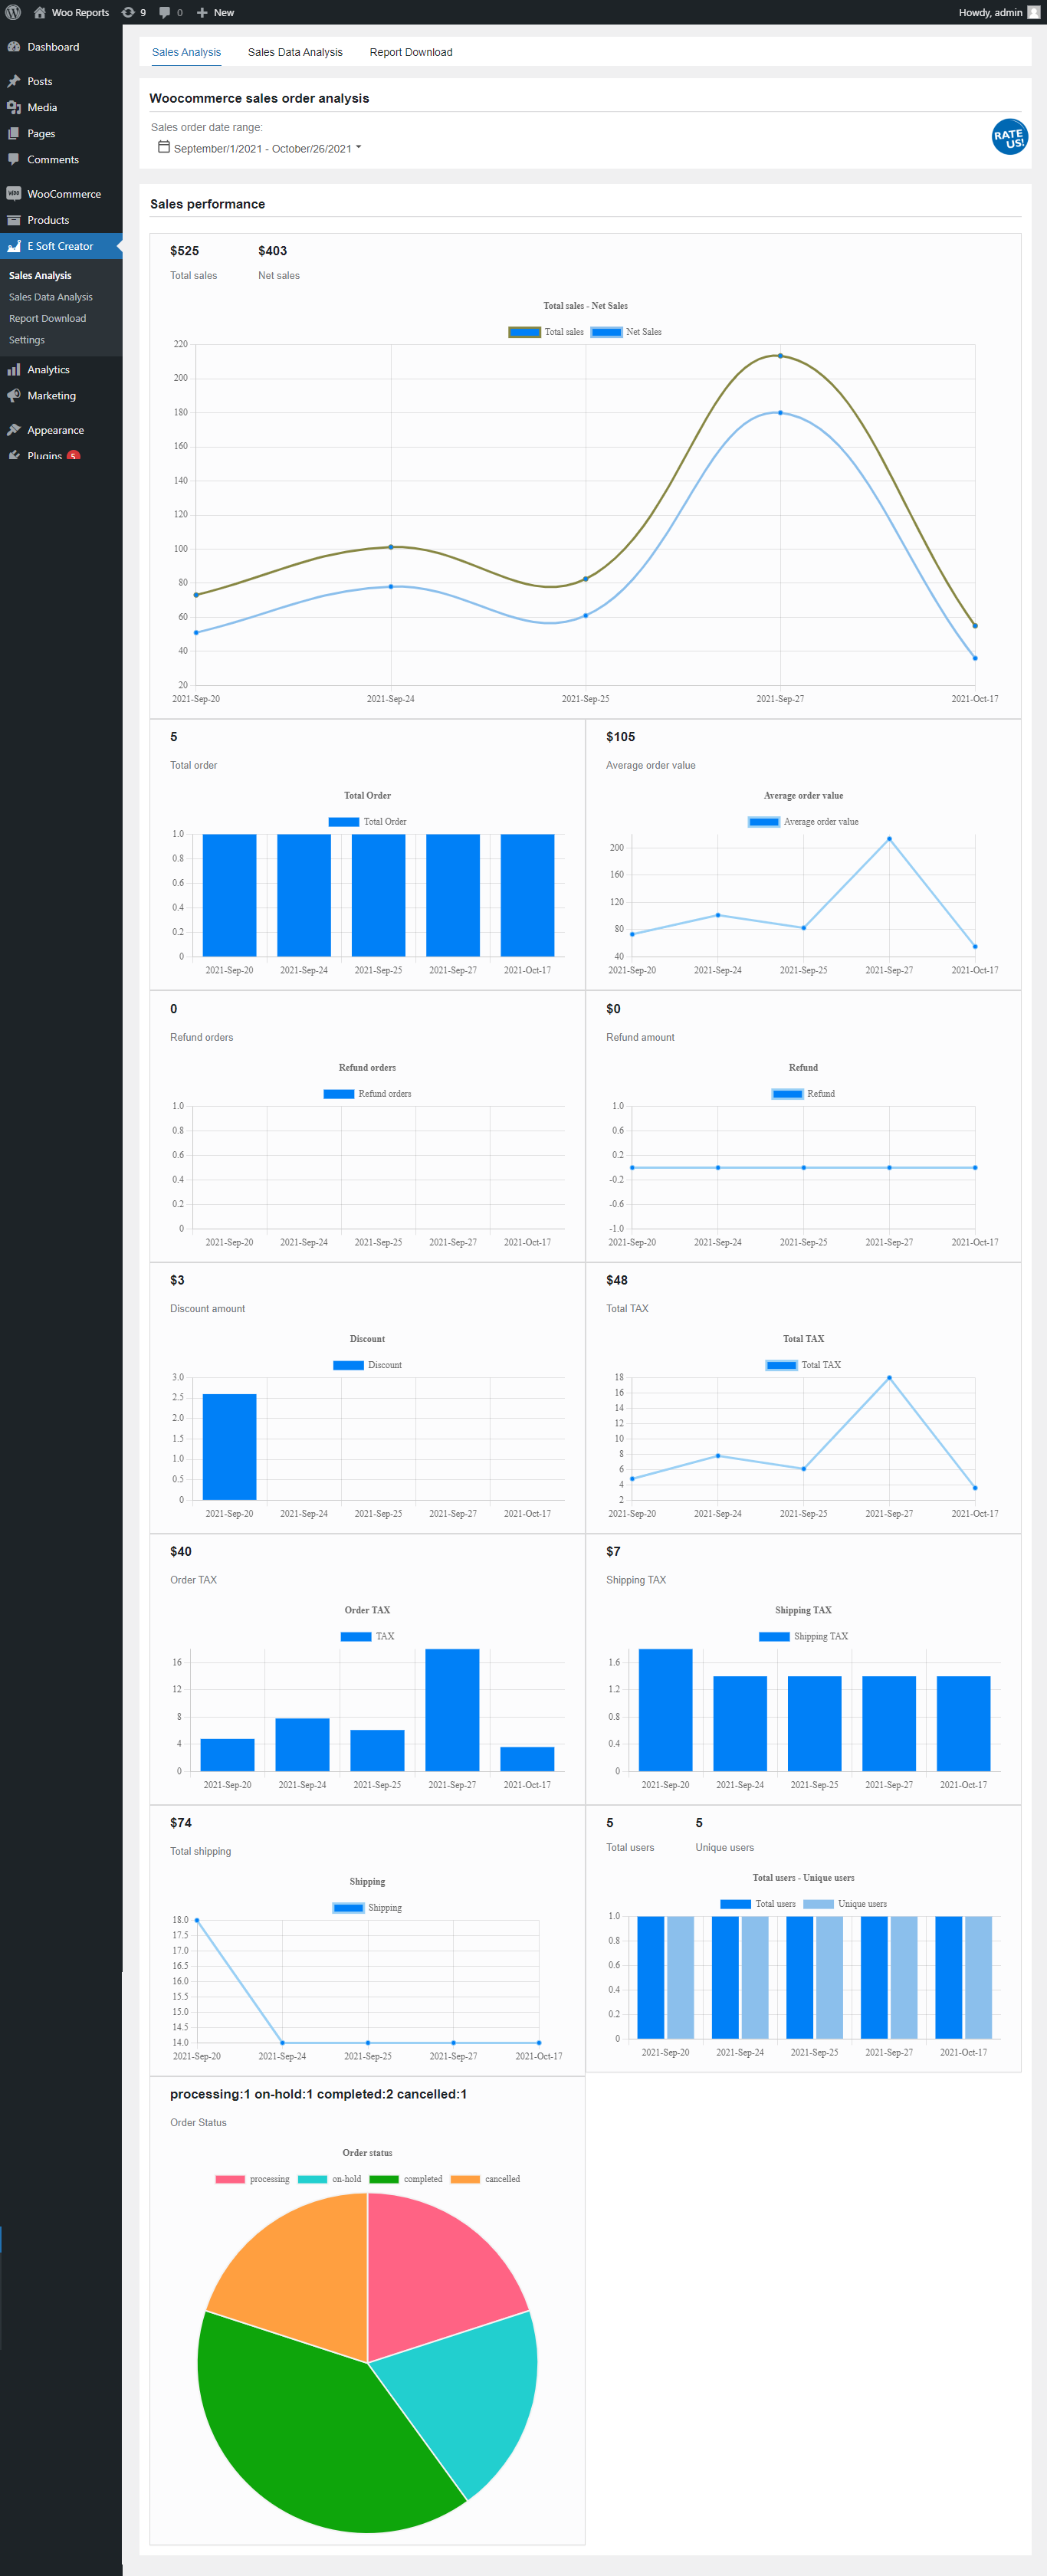 Woo Reports 9 0 New Howdy, admin
Dashboard
Posts
Media
Pages
Comments
WooCommerce
Products
E Soft Creator
Sales Analysis
Sales Data Analysis
Report Download
Settings
Analytics
Marketing
Appearance
Plugins 5
Sales Analysis Sales Data Analysis Report Download
Woocommerce sales order analysis
Sales order date range:
September/1/2021 - October/26/2021
RATE
US!
Sales performance
$525 $403
Total sales Net sales
Total sales - Net Sales
Total sales Net Sales
220
200
180
160
140
120
100
80
60
40
20
2021-Sep-20 2021-Sep-24 2021-Sep-25 2021-Sep-27 2021-Oct-17
5
Total order
Total Order
Total Order
1.0
0.8
0.6
0.4
0.2
0
2021-Sep-20 2021-Sep-24 2021-Sep-25 2021-Sep-27 2021-Oct-17
$105
Average order value
Average order value
Average order value
200
160
120
80
40
2021-Sep-20 2021-Sep-24 2021-Sep-25 2021-Sep-27 2021-Oct-17
0
Refund orders
Refund orders
Refund orders
1.0
0.8
0.6
0.4
0.2
0
2021-Sep-20 2021-Sep-24 2021-Sep-25 2021-Sep-27 2021-Oct-17
$0
Refund amount
Refund
Refund
1.0
0.6
0.2
-0.2
-0.6
-1.0
2021-Sep-20 2021-Sep-24 2021-Sep-25 2021-Sep-27 2021-Oct-17
$3
Discount amount
Discount
Discount
3.0
2.5
2.0
1.5
1.0
0.5
0
2021-Sep-20 2021-Sep-24 2021-Sep-25 2021-Sep-27 2021-Oct-17
$48
Total TAX
Total TAX
Total TAX
18
16
14
12
10
8
6
4
2
2021-Sep-20 2021-Sep-24 2021-Sep-25 2021-Sep-27 2021-Oct-17
$40
Order TAX
Order TAX
TAX
16
12
8
4
0
2021-Sep-20 2021-Sep-24 2021-Sep-25 2021-Sep-27 2021-Oct-17
$7
Shipping TAX
Shipping TAX
Shipping TAX
1.6
1.2
0.8
0.4
0
2021-Sep-20 2021-Sep-24 2021-Sep-25 2021-Sep-27 2021-Oct-17
$74
Total shipping
Shipping
Shipping
18.0
17.5
17.0
16.5
16.0
15.5
15.0
14.5
14.0
2021-Sep-20 2021-Sep-24 2021-Sep-25 2021-Sep-27 2021-Oct-17
5 5
Total users Unique users
Total users - Unique users
Total users Unique users
1.0
0.8
0.6
0.4
0.2
0
2021-Sep-20 2021-Sep-24 2021-Sep-25 2021-Sep-27 2021-Oct-17
processing:1 on-hold:1 completed:2 cancelled:1
Order Status
Order status
processing on-hold completed cancelled